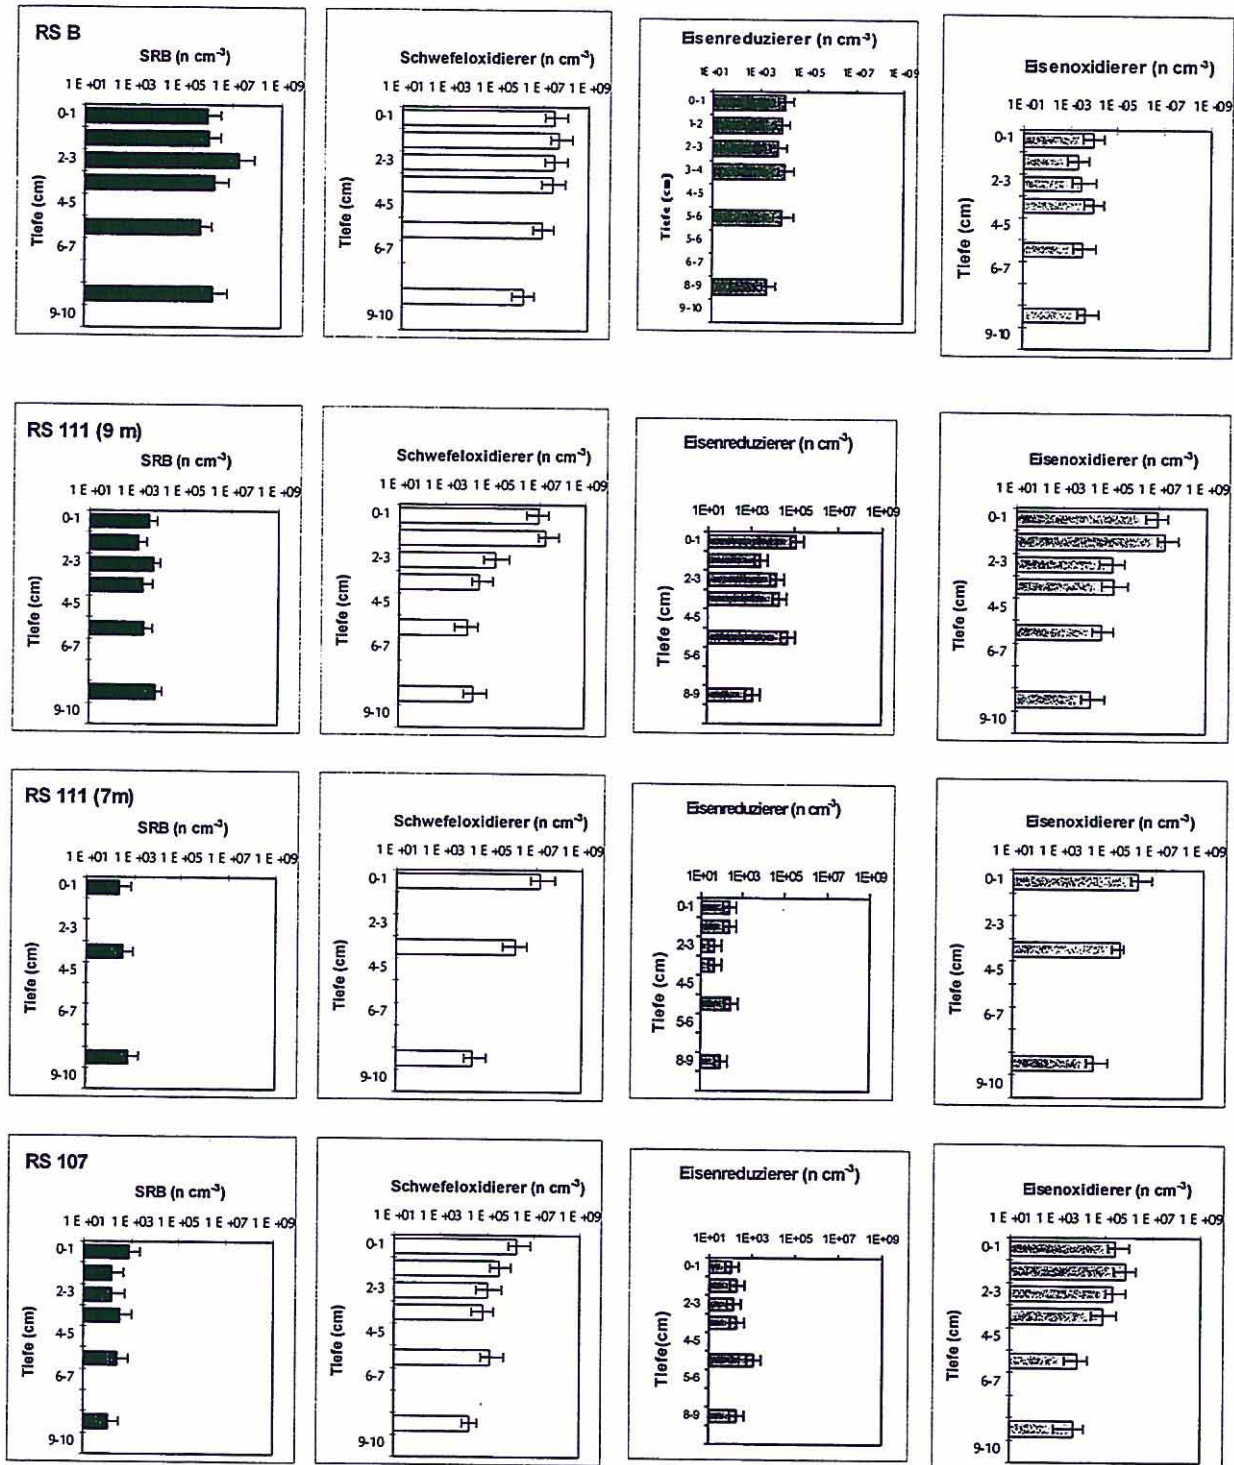 RS B
SRB (n cm⁻³)
1 E +01 1 E +03 1 E +05 1 E +07 1 E +09
0-1
2-3
4-5
6-7
9-10
Tiefe (cm)
Schwefeloxidierer (n cm⁻³)
1 E +01 1 E +03 1 E +05 1 E +07 1 E +09
0-1
2-3
4-5
6-7
9-10
Tiefe (cm)
Eisenreduzierer (n cm⁻³)
1E +01 1E +03 1E +05 1E +07 1E +09
0-1
1-2
2-3
3-4
4-5
5-6
5-6
6-7
8-9
9-10
Tiefe (cm)
Eisenoxidierer (n cm⁻³)
1E -01 1E -03 1E -05 1E -07 1E -09
0-1
2-3
4-5
6-7
9-10
Tiefe (cm)
RS 111 (9 m)
SRB (n cm⁻³)
1 E +01 1 E +03 1 E +05 1 E +07 1 E +09
0-1
2-3
4-5
6-7
9-10
Tiefe (cm)
Schwefeloxidierer (n cm⁻³)
1 E +01 1 E +03 1 E +05 1 E +07 1 E +09
0-1
2-3
4-5
6-7
9-10
Tiefe (cm)
Eisenreduzierer (n cm⁻³)
1E+01 1E+03 1E+05 1E+07 1E+09
0-1
2-3
4-5
5-6
8-9
Tiefe (cm)
Eisenoxidierer (n cm⁻³)
1 E +01 1 E +03 1 E +05 1 E +07 1 E +09
0-1
2-3
4-5
6-7
9-10
Tiefe (cm)
RS 111 (7m)
SRB (n cm⁻³)
1 E +01 1 E +03 1 E +05 1 E +07 1 E +09
0-1
2-3
4-5
6-7
9-10
Tiefe (cm)
Schwefeloxidierer (n cm⁻³)
1 E +01 1 E +03 1 E +05 1 E +07 1 E +09
0-1
2-3
4-5
6-7
9-10
Tiefe (cm)
Eisenreduzierer (n cm⁻³)
1E+01 1E+03 1E+05 1E+07 1E+09
0-1
2-3
4-5
5-6
8-9
Tiefe (cm)
Eisenoxidierer (n cm⁻³)
1 E +01 1 E +03 1 E +05 1 E +07 1 E +09
0-1
2-3
4-5
6-7
9-10
Tiefe (cm)
RS 107
SRB (n cm⁻³)
1 E +01 1 E +03 1 E +05 1 E +07 1 E +09
0-1
2-3
4-5
6-7
9-10
Tiefe (cm)
Schwefeloxidierer (n cm⁻³)
1 E +01 1 E +03 1 E +05 1 E +07 1 E +09
0-1
2-3
4-5
6-7
9-10
Tiefe (cm)
Eisenreduzierer (n cm⁻³)
1E+01 1E+03 1E+05 1E+07 1E+09
0-1
2-3
4-5
5-6
8-9
Tiefe(cm)
Eisenoxidierer (n cm⁻³)
1 E +01 1 E +03 1 E +05 1 E +07 1 E +09
0-1
2-3
4-5
6-7
9-10
Tiefe (cm)